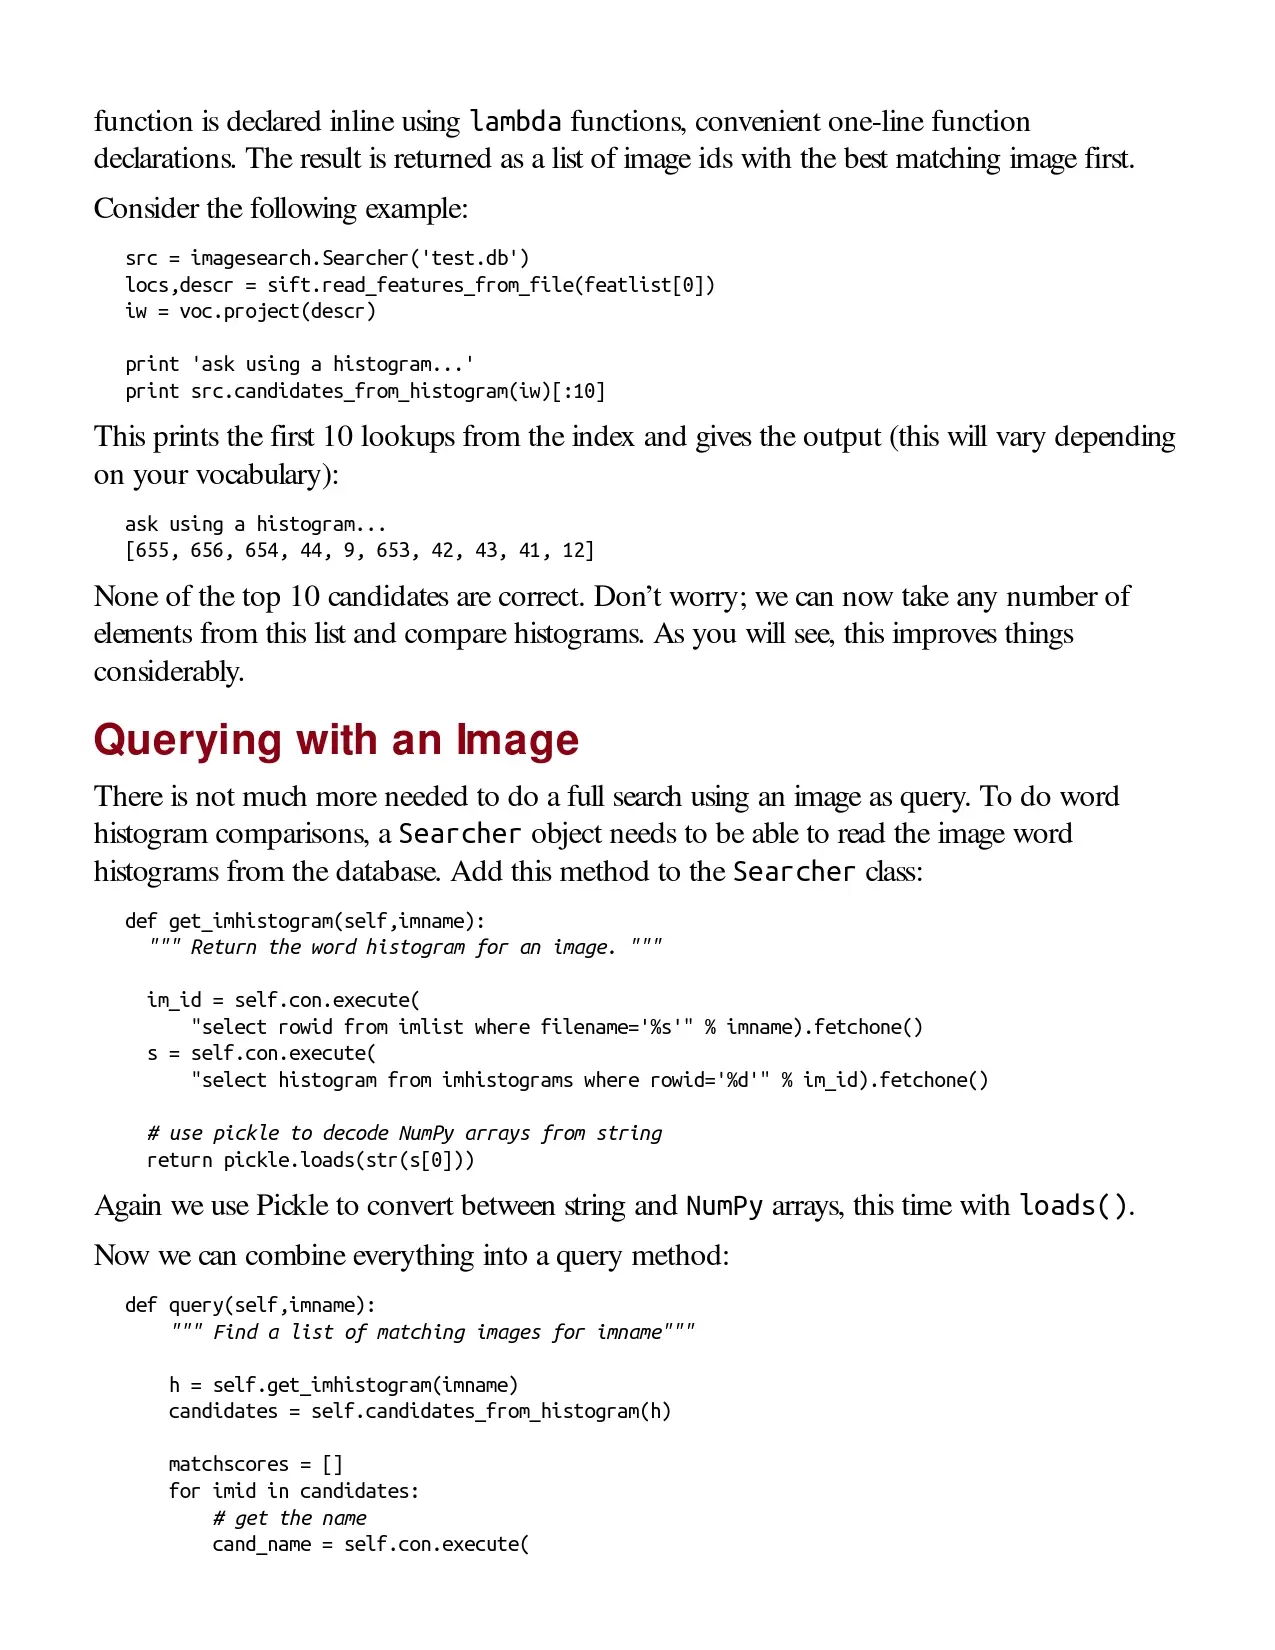 function is declared inline using lambda functions, convenient one-line function
declarations. The result is returned as a list of image ids with the best matching image first.
Consider the following example:
src = imagesearch.Searcher('test.db')
locs,descr = sift.read_features_from_file(featlist[0])
iw = voc.project(descr)
print 'ask using a histogram...'
print src.candidates_from_histogram(iw)[:10]
This prints the first 10 lookups from the index and gives the output (this will vary depending
on your vocabulary):
ask using a histogram...
[655, 656, 654, 44, 9, 653, 42, 43, 41, 12]
None of the top 10 candidates are correct. Don’t worry; we can now take any number of
elements from this list and compare histograms. As you will see, this improves things
considerably.
Querying with an Image
There is not much more needed to do a full search using an image as query. To do word
histogram comparisons, a Searcher object needs to be able to read the image word
histograms from the database. Add this method to the Searcher class:
def get_imhistogram(self,imname):
""" Return the word histogram for an image. """
im_id = self.con.execute(
"select rowid from imlist where filename='%s'" % imname).fetchone()
s = self.con.execute(
"select histogram from imhistograms where rowid='%d'" % im_id).fetchone()
# use pickle to decode NumPy arrays from string
return pickle.loads(str(s[0]))
Again we use Pickle to convert between string and NumPy arrays, this time with loads().
Now we can combine everything into a query method:
def query(self,imname):
""" Find a list of matching images for imname"""
h = self.get_imhistogram(imname)
candidates = self.candidates_from_histogram(h)
matchscores = []
for imid in candidates:
# get the name
cand_name = self.con.execute(